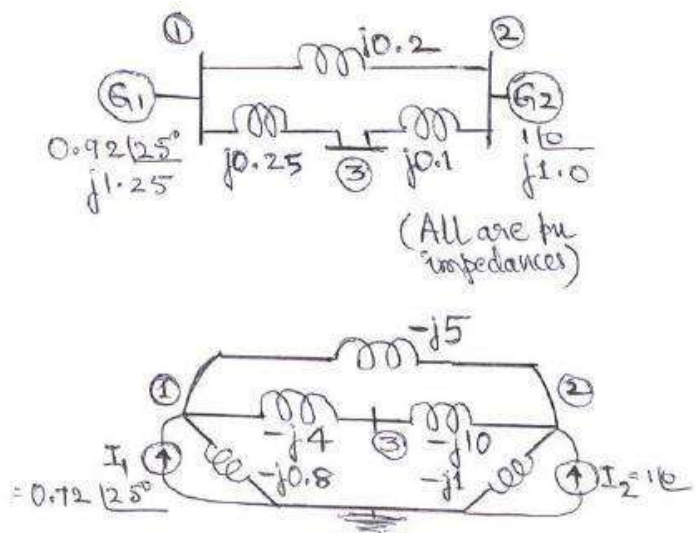 ① j0.2 ②
G1 G2
0.92∠25° 1∠0
j1.25 j0.25 ③ j0.1 j1.0
(All are pu
impedances)
-j5
① ②
-j4 ③ -j10
I1 -j0.8 -j1 I2=1∠0
=0.72∠25°